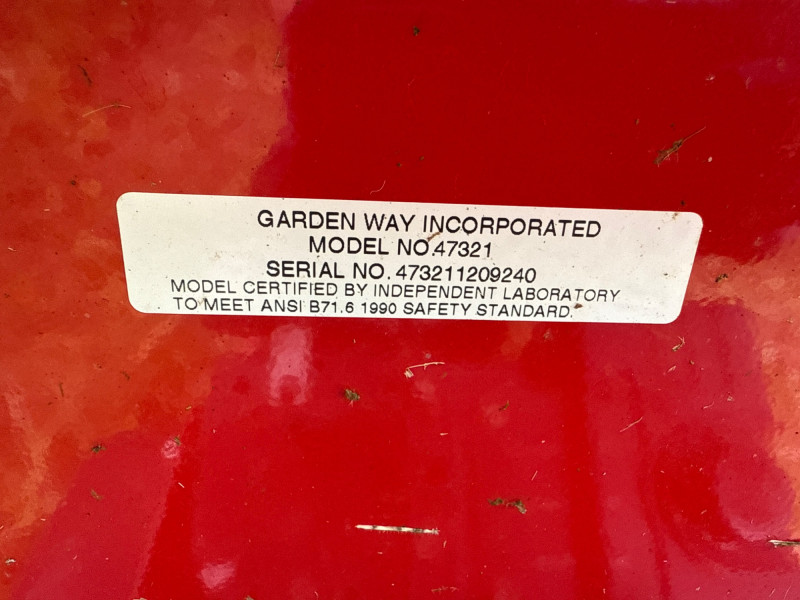 GARDEN WAY INCORPORATED
MODEL NO.47321
SERIAL NO. 473211209240
MODEL CERTIFIED BY INDEPENDENT LABORATORY
TO MEET ANSI B71.6 1990 SAFETY STANDARD.